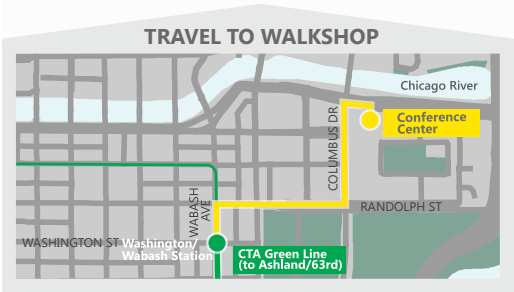 TRAVEL TO WALKSHOP
Chicago River
Conference
Center
COLUMBUS DR.
WABASH
AVE
RANDOLPH ST
WASHINGTON ST
Washington/
Wabash Station
CTA Green Line
(to Ashland/63rd)